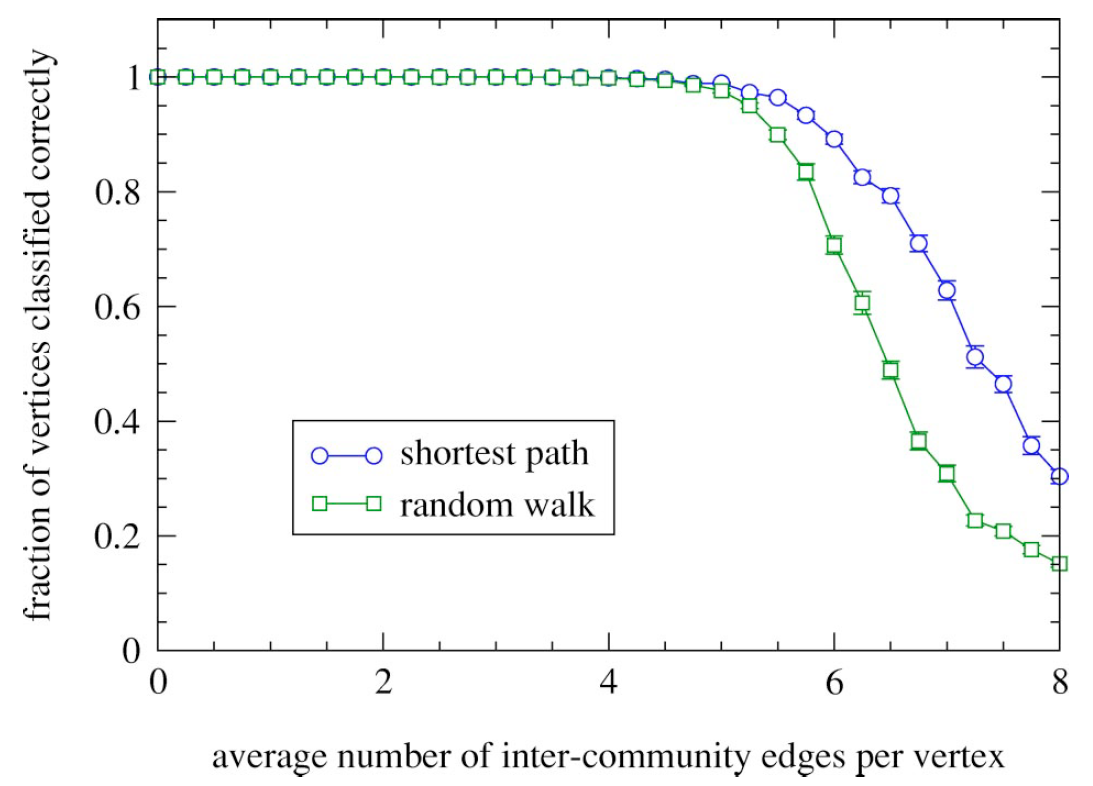 fraction of vertices classified correctly
1
0.8
0.6
0.4
0.2
0
shortest path
random walk
0 2 4 6 8
average number of inter-community edges per vertex